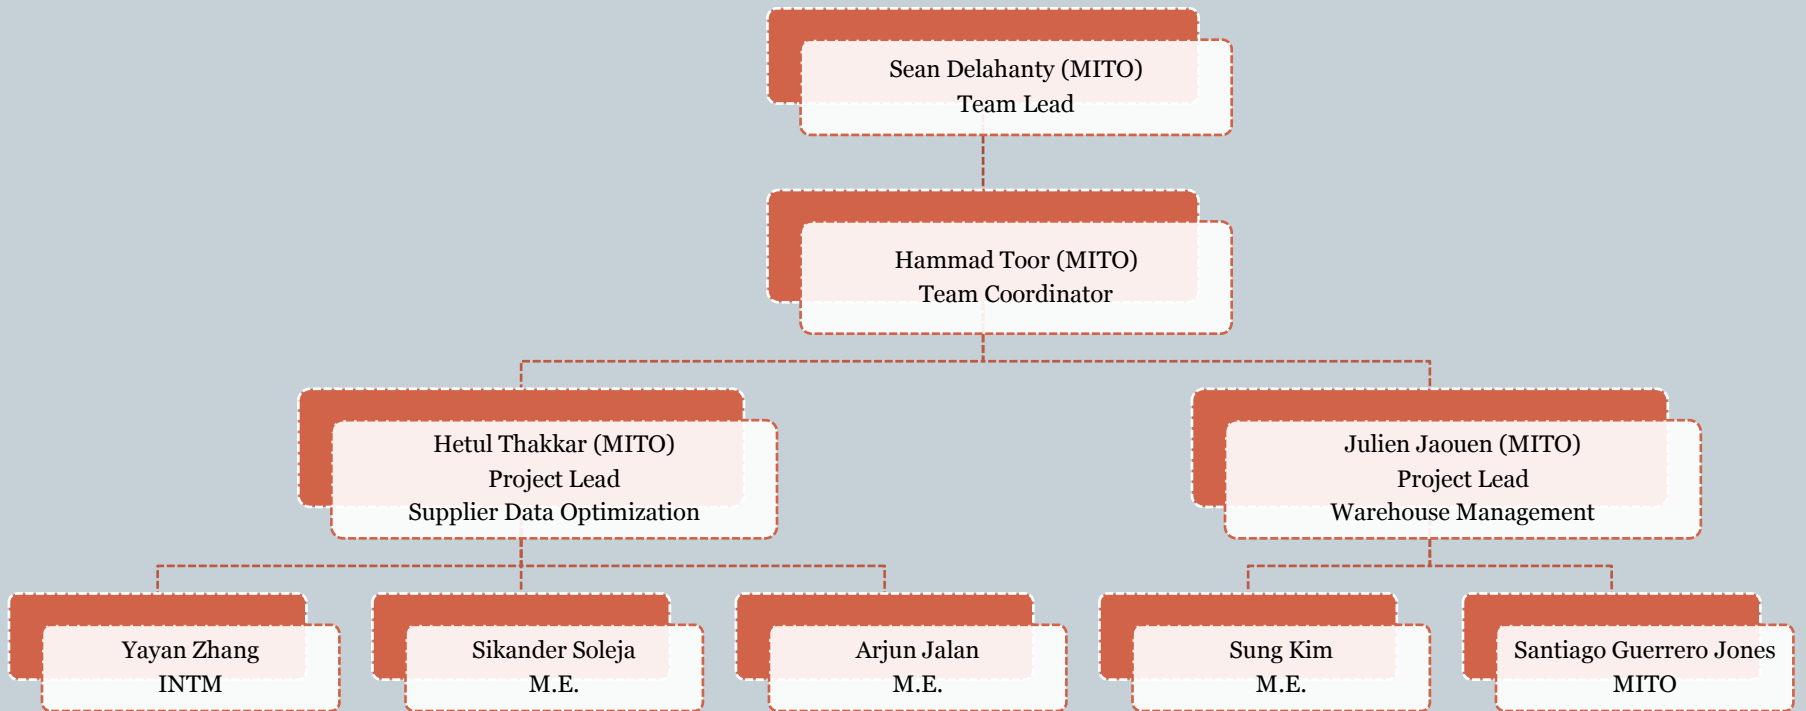 Sean Delahanty (MITO)
Team Lead
Hammad Toor (MITO)
Team Coordinator
Hetul Thakkar (MITO)
Project Lead
Supplier Data Optimization
Julien Jaouen (MITO)
Project Lead
Warehouse Management
Yayan Zhang
INTM
Sikander Soleja
M.E.
Arjun Jalan
M.E.
Sung Kim
M.E.
Santiago Guerrero Jones
MITO